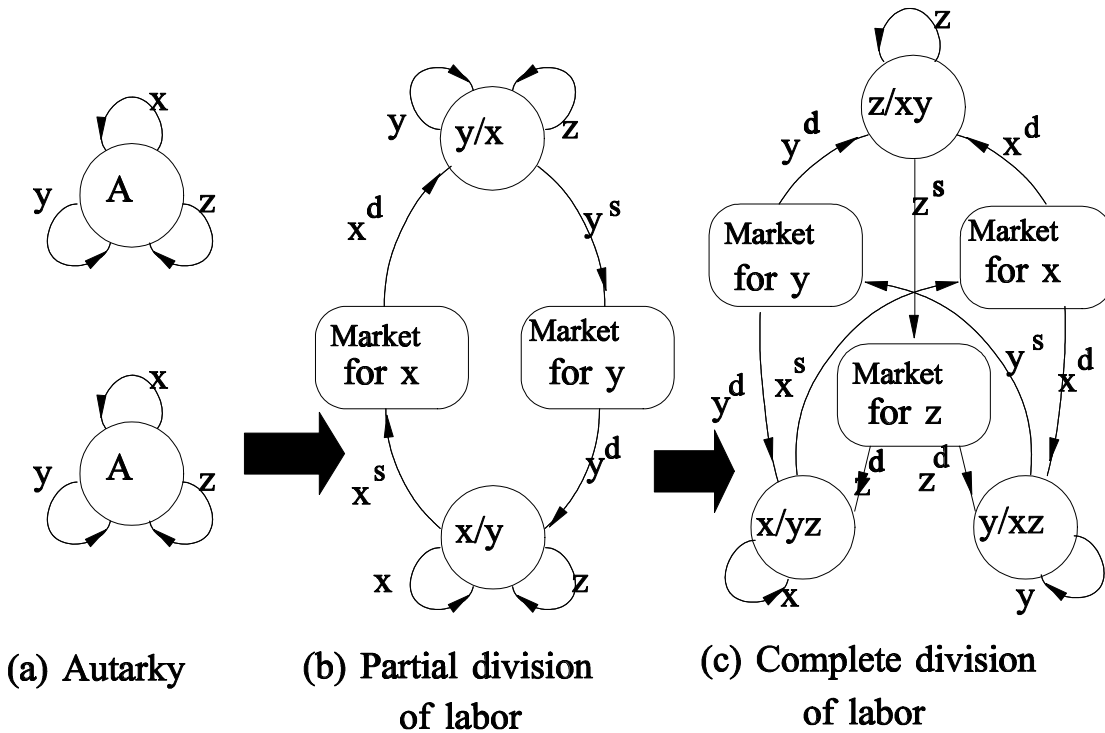 x
A
y
z
x
A
y
z
(a) Autarky
y
y/x
z
x^d
y^s
Market
for x
Market
for y
x^s
y^d
x/y
x
z
(b) Partial division
of labor
z
z/xy
y^d
x^d
z^s
Market
for y
Market
for x
Market
for z
y^d
x^s
y^s
x^d
z^d
z^d
x/yz
y/xz
x
y
(c) Complete division
of labor